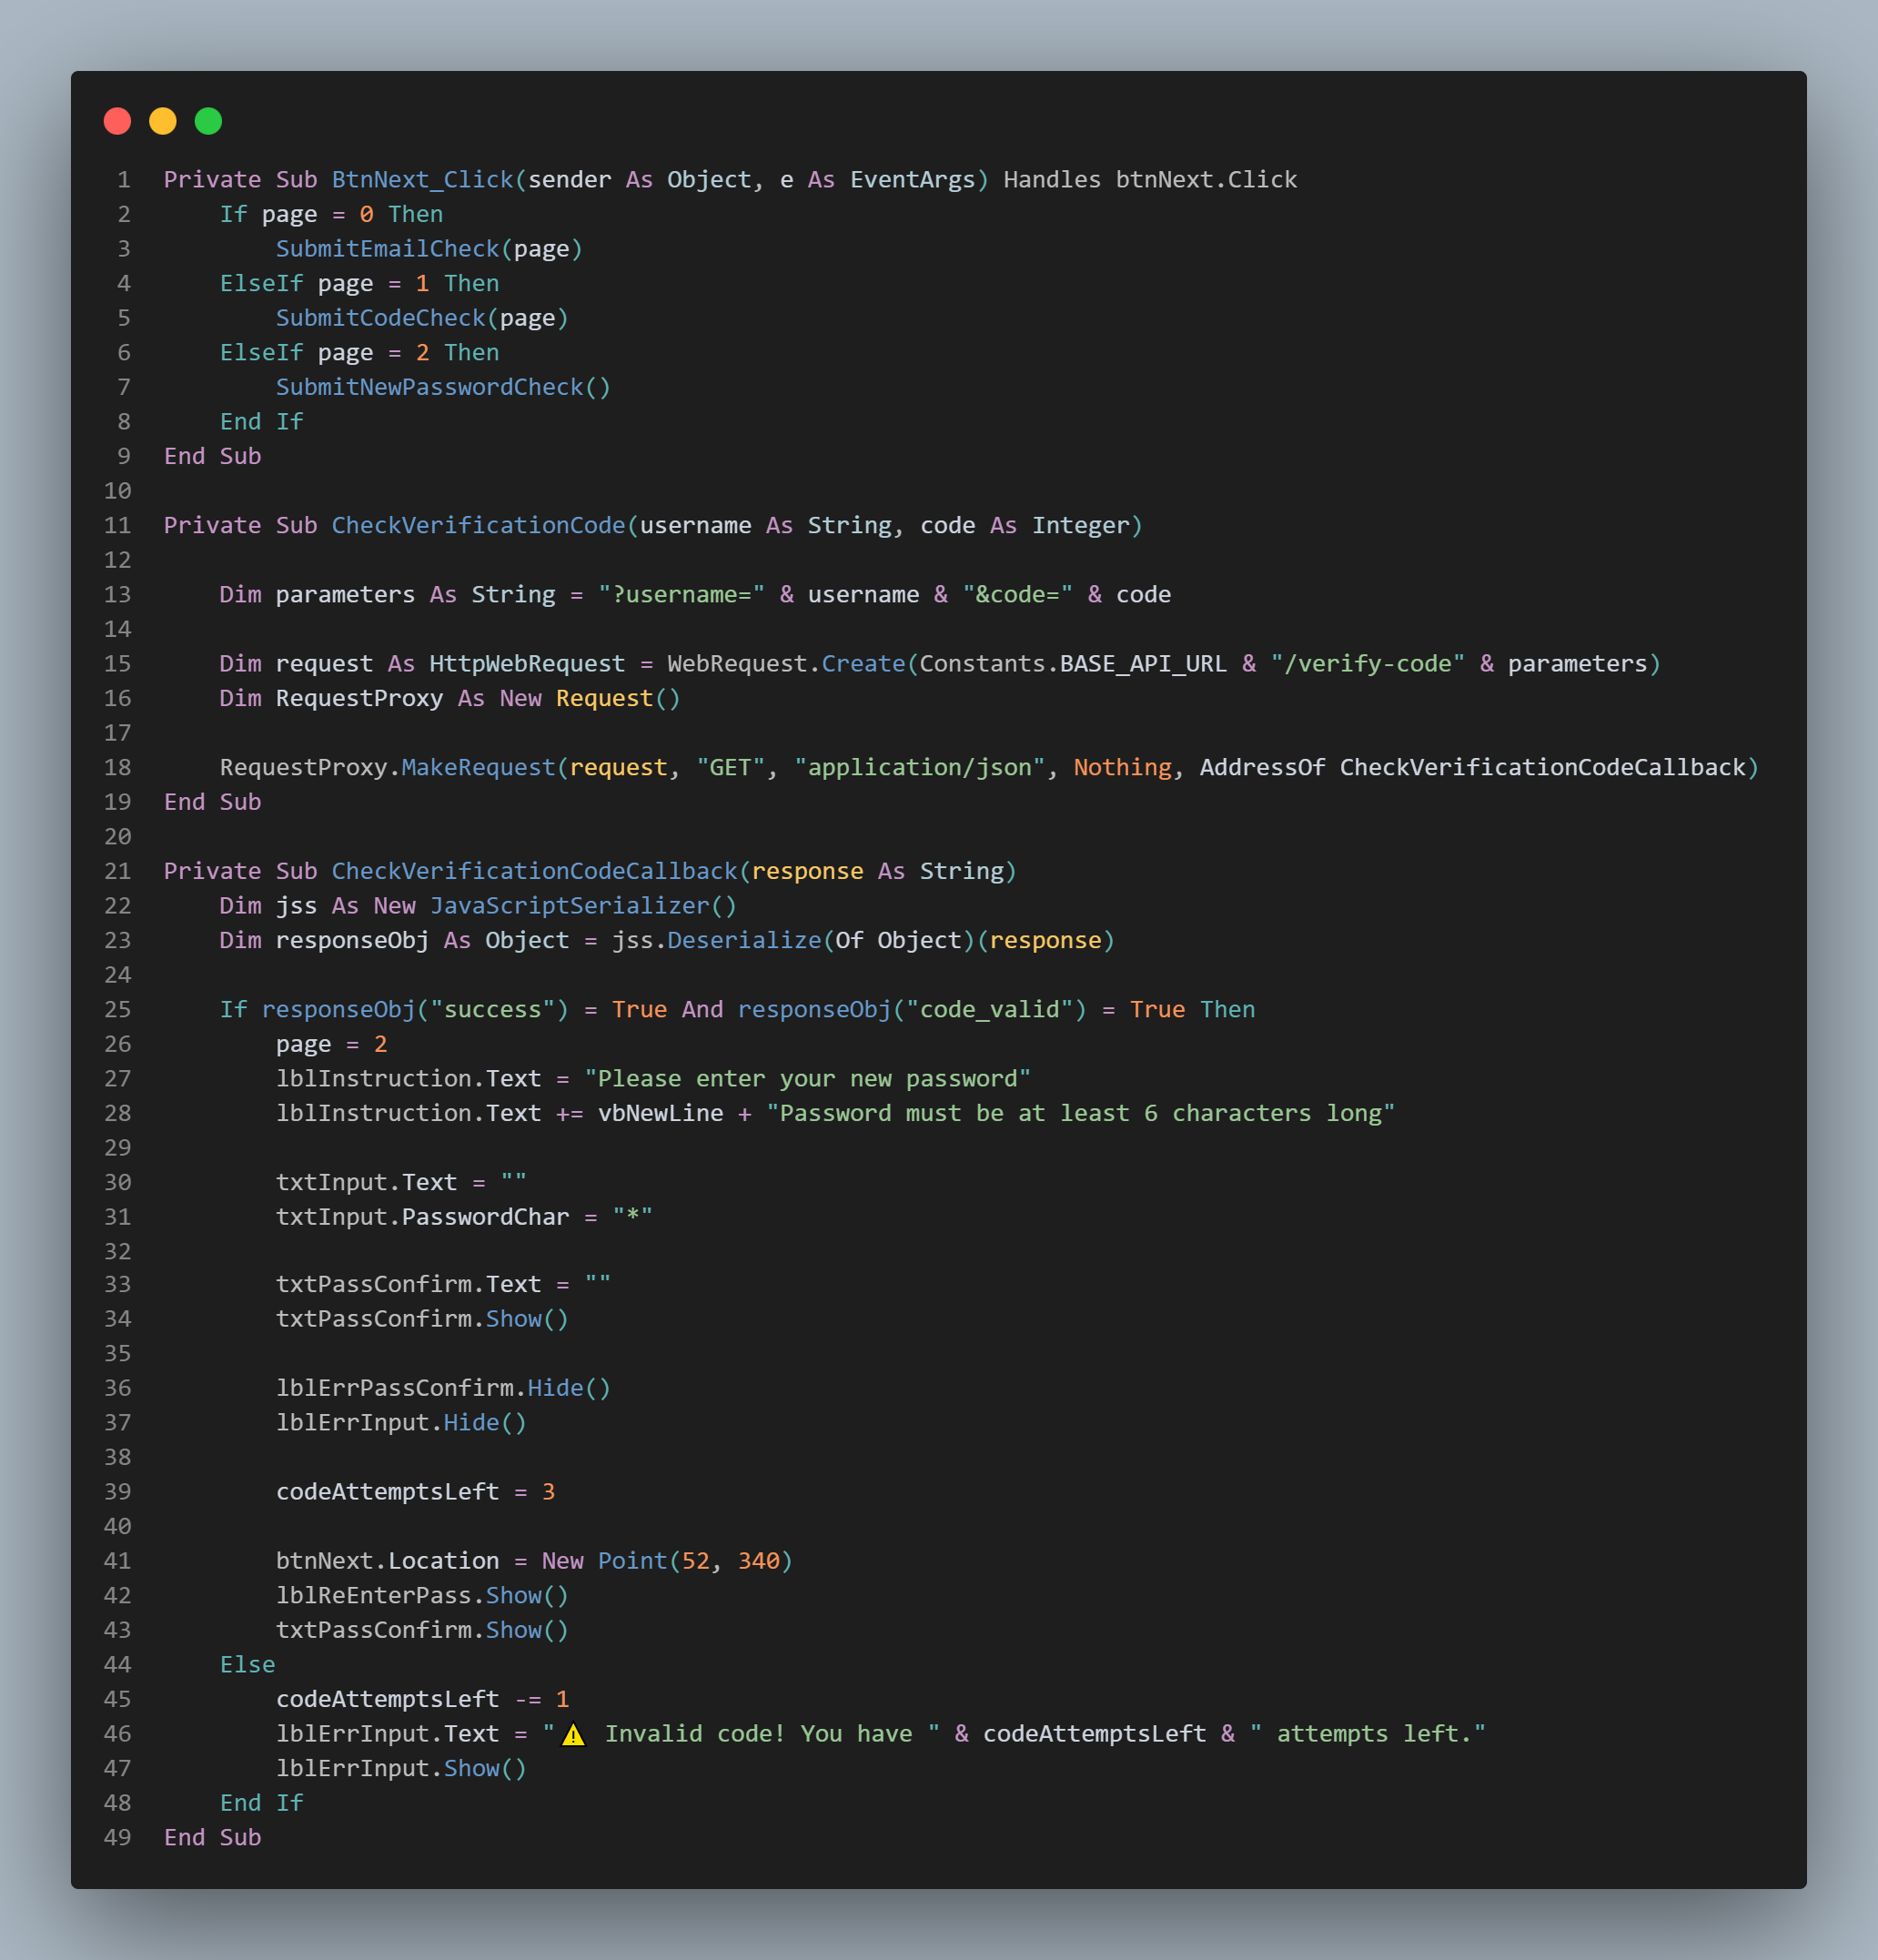 1 Private Sub BtnNext_Click(sender As Object, e As EventArgs) Handles btnNext.Click
2     If page = 0 Then
3         SubmitEmailCheck(page)
4     ElseIf page = 1 Then
5         SubmitCodeCheck(page)
6     ElseIf page = 2 Then
7         SubmitNewPasswordCheck()
8     End If
9 End Sub
10
11 Private Sub CheckVerificationCode(username As String, code As Integer)
12
13     Dim parameters As String = "?username=" & username & "&code=" & code
14
15     Dim request As HttpWebRequest = WebRequest.Create(Constants.BASE_API_URL & "/verify-code" & parameters)
16     Dim RequestProxy As New Request()
17
18     RequestProxy.MakeRequest(request, "GET", "application/json", Nothing, AddressOf CheckVerificationCodeCallback)
19 End Sub
20
21 Private Sub CheckVerificationCodeCallback(response As String)
22     Dim jss As New JavaScriptSerializer()
23     Dim responseObj As Object = jss.Deserialize(Of Object)(response)
24
25     If responseObj("success") = True And responseObj("code_valid") = True Then
26         page = 2
27         lblInstruction.Text = "Please enter your new password"
28         lblInstruction.Text += vbNewLine + "Password must be at least 6 characters long"
29
30         txtInput.Text = ""
31         txtInput.PasswordChar = "*"
32
33         txtPassConfirm.Text = ""
34         txtPassConfirm.Show()
35
36         lblErrPassConfirm.Hide()
37         lblErrInput.Hide()
38
39         codeAttemptsLeft = 3
40
41         btnNext.Location = New Point(52, 340)
42         lblReEnterPass.Show()
43         txtPassConfirm.Show()
44     Else
45         codeAttemptsLeft -= 1
46         lblErrInput.Text = "⚠ Invalid code! You have " & codeAttemptsLeft & " attempts left."
47         lblErrInput.Show()
48     End If
49 End Sub